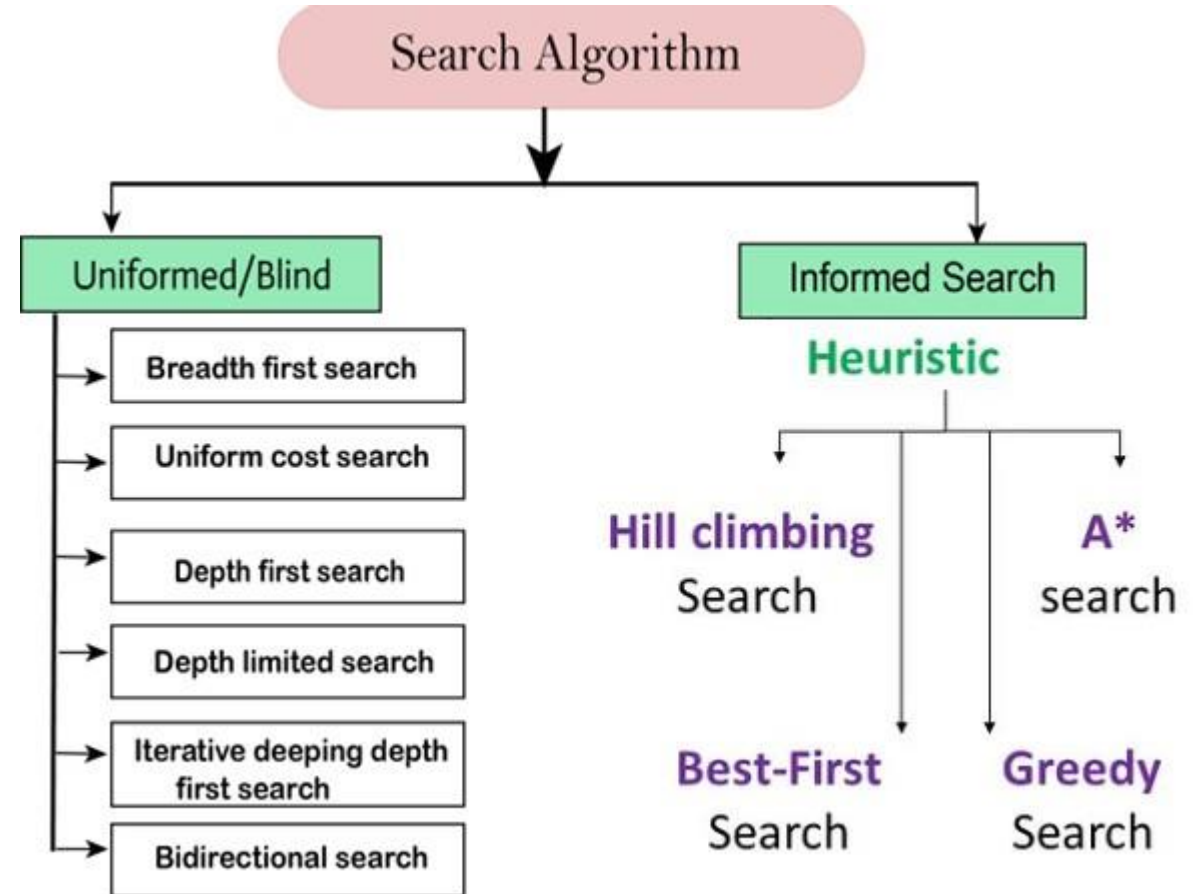 Search Algorithm
Uniformed/Blind
Breadth first search
Uniform cost search
Depth first search
Depth limited search
Iterative deeping depth
first search
Bidirectional search
Informed Search
Heuristic
Hill climbing
Search
A*
search
Best-First
Search
Greedy
Search